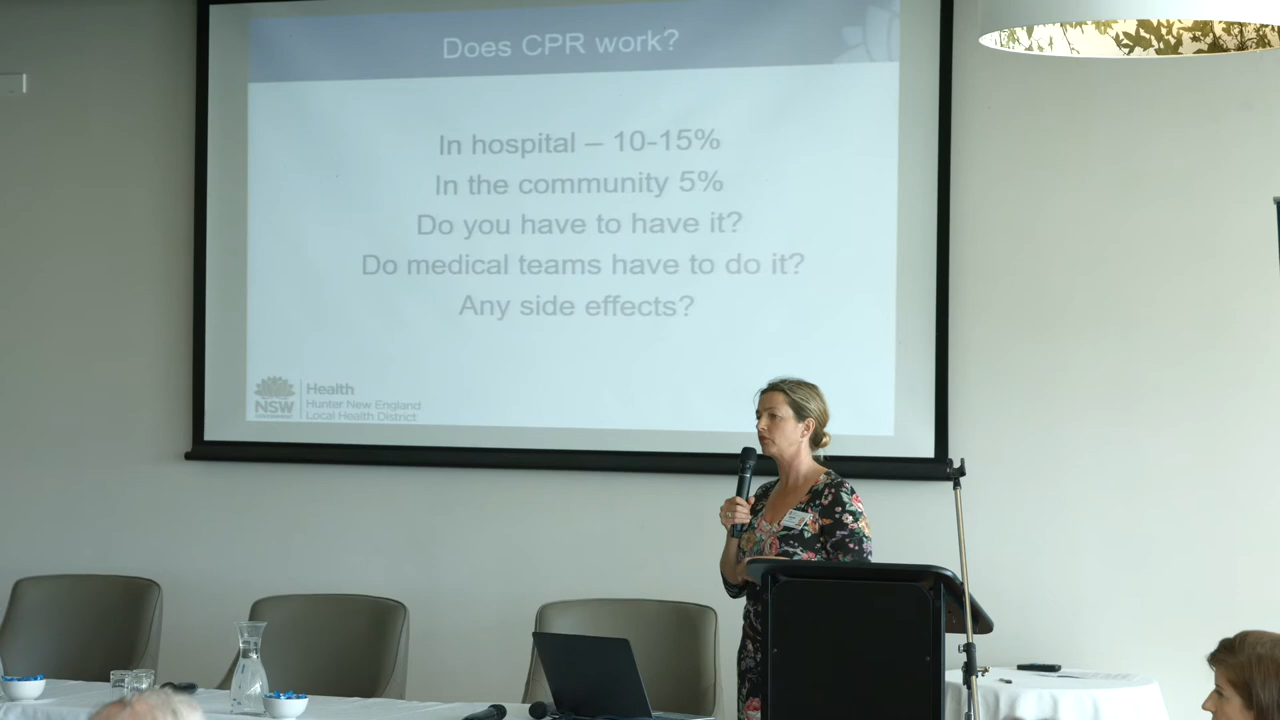 Does CPR work?
In hospital – 10-15%
In the community 5%
Do you have to have it?
Do medical teams have to do it?
Any side effects?
NSW
Health
Hunter New England
Local Health District